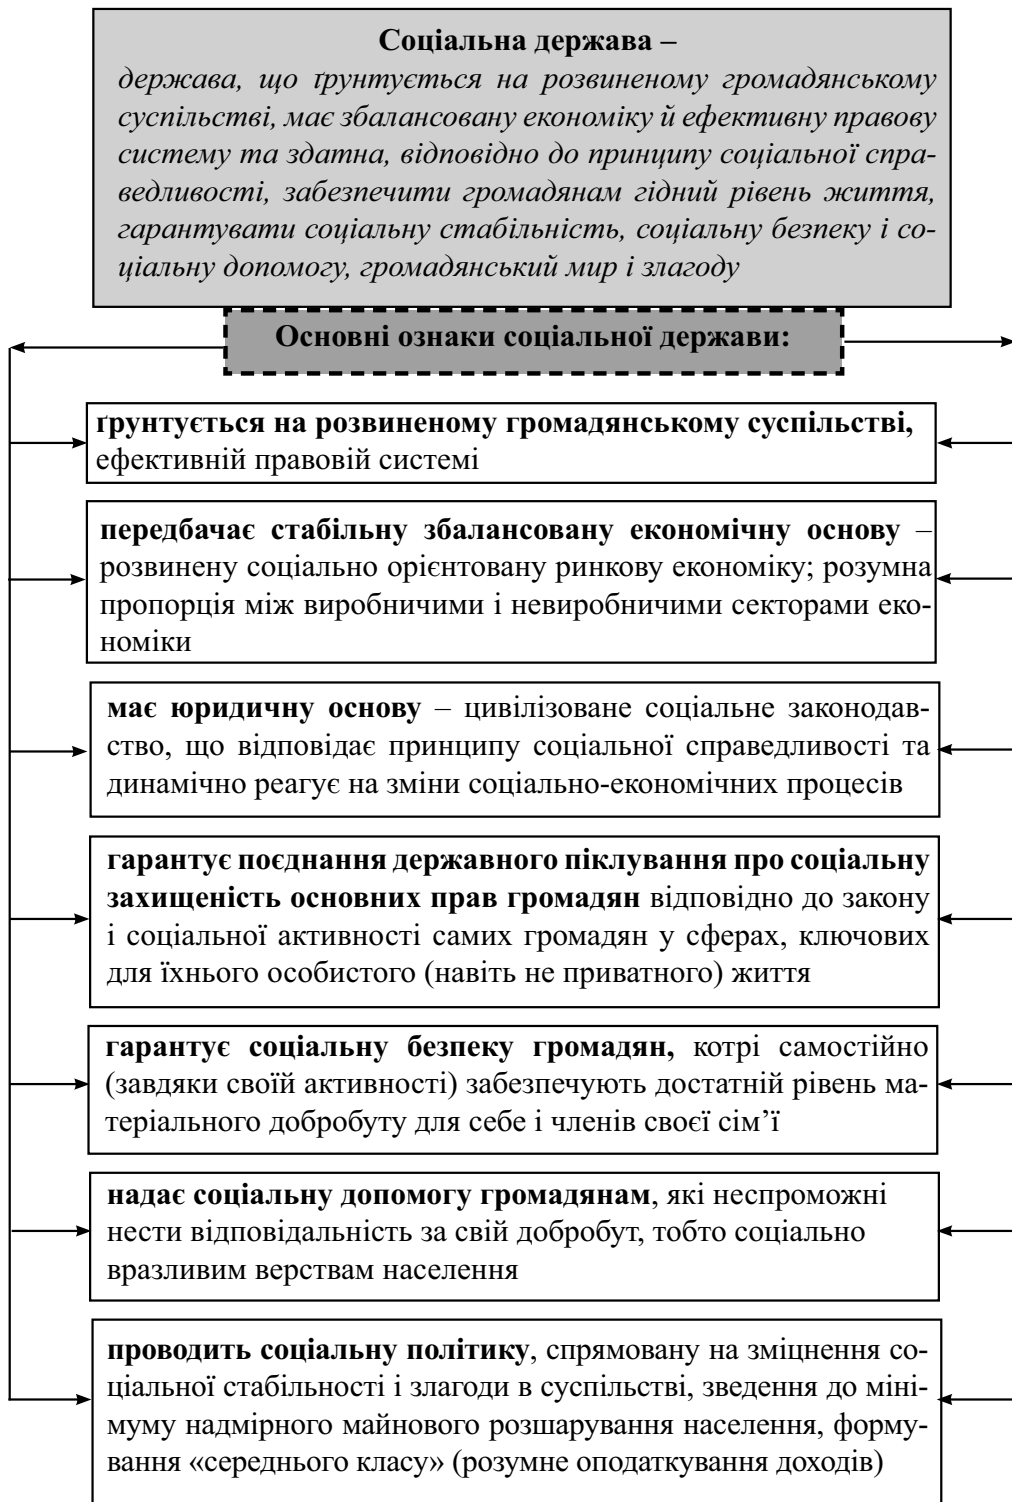 Соціальна держава –
держава, що ґрунтується на розвиненому громадянському
суспільстві, має збалансовану економіку й ефективну правову
систему та здатна, відповідно до принципу соціальної спра-
ведливості, забезпечити громадянам гідний рівень життя,
гарантувати соціальну стабільність, соціальну безпеку і со-
ціальну допомогу, громадянський мир і злагоду
Основні ознаки соціальної держави:
ґрунтується на розвиненому громадянському суспільстві,
ефективній правовій системі
передбачає стабільну збалансовану економічну основу –
розвинену соціально орієнтовану ринкову економіку; розумна
пропорція між виробничими і невиробничими секторами еко-
номіки
має юридичну основу – цивілізоване соціальне законодав-
ство, що відповідає принципу соціальної справедливості та
динамічно реагує на зміни соціально-економічних процесів
гарантує поєднання державного піклування про соціальну
захищеність основних прав громадян відповідно до закону
і соціальної активності самих громадян у сферах, ключових
для їхнього особистого (навіть не приватного) життя
гарантує соціальну безпеку громадян, котрі самостійно
(завдяки своїй активності) забезпечують достатній рівень ма-
теріального добробуту для себе і членів своєї сім’ї
надає соціальну допомогу громадянам, які неспроможні
нести відповідальність за свій добробут, тобто соціально
вразливим верствам населення
проводить соціальну політику, спрямовану на зміцнення со-
ціальної стабільності і злагоди в суспільстві, зведення до міні-
муму надмірного майнового розшарування населення, форму-
вання «середнього класу» (розумне оподаткування доходів)